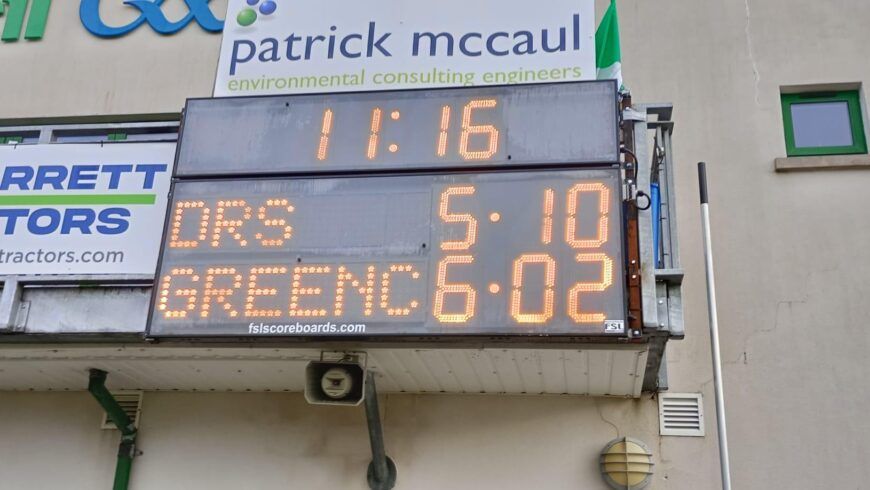 patrick mccaul
environmental consulting engineers
11:16
RRETT
TORS
tractors.com
DRS 5·10
GREENC 6·02
fslscoreboards.com
FSL